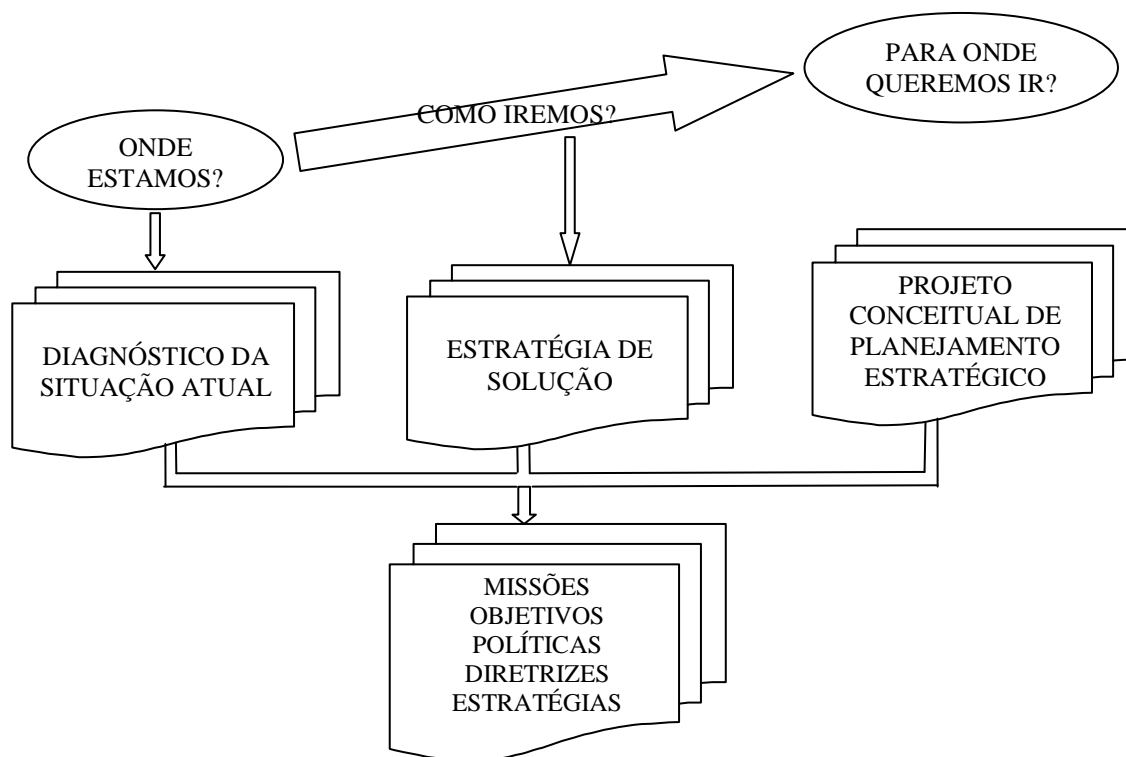 PARA ONDE
QUEREMOS IR?
COMO IREMOS?
ONDE
ESTAMOS?
DIAGNÓSTICO DA
SITUAÇÃO ATUAL
ESTRATÉGIA DE
SOLUÇÃO
PROJETO
CONCEITUAL DE
PLANEJAMENTO
ESTRATÉGICO
MISSÕES
OBJETIVOS
POLÍTICAS
DIRETRIZES
ESTRATÉGIAS